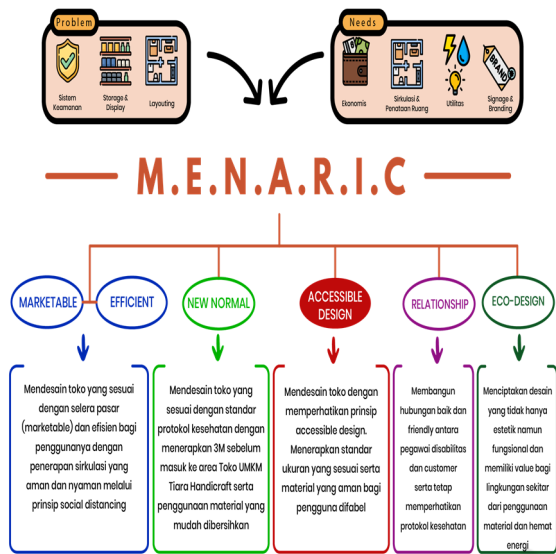 Problem
Sistem
Keamanan
Storage &
Display
Layouting
Needs
Ekonomis
Sirkulasi &
Penataan Ruang
Utilitas
BRAND
Signage &
Branding
M.E.N.A.R.I.C
MARKETABLE
EFFICIENT
NEW NORMAL
ACCESSIBLE
DESIGN
RELATIONSHIP
ECO-DESIGN
Mendesain toko yang sesuai
dengan selera pasar
(marketable) dan efisien bagi
penggunanya dengan
penerapan sirkulasi yang
aman dan nyaman melalui
prinsip social distancing
Mendesain toko yang
sesuai dengan standar
protokol kesehatan dengan
menerapkan 3M sebelum
masuk ke area Toko UMKM
Tiara Handicraft serta
penggunaan material yang
mudah dibersihkan
Mendesain toko dengan
memperhatikan prinsip
accessible design.
Menerapkan standar
ukuran yang sesuai serta
material yang aman bagi
pengguna difabel
Membangun
hubungan baik dan
friendly antara
pegawai disabilitas
dan customer
serta tetap
memperhatikan
protokol kesehatan
Menciptakan desain
yang tidak hanya
estetik namun
fungsional dan
memiliki value bagi
lingkungan sekitar
dari penggunaan
material dan hemat
energi